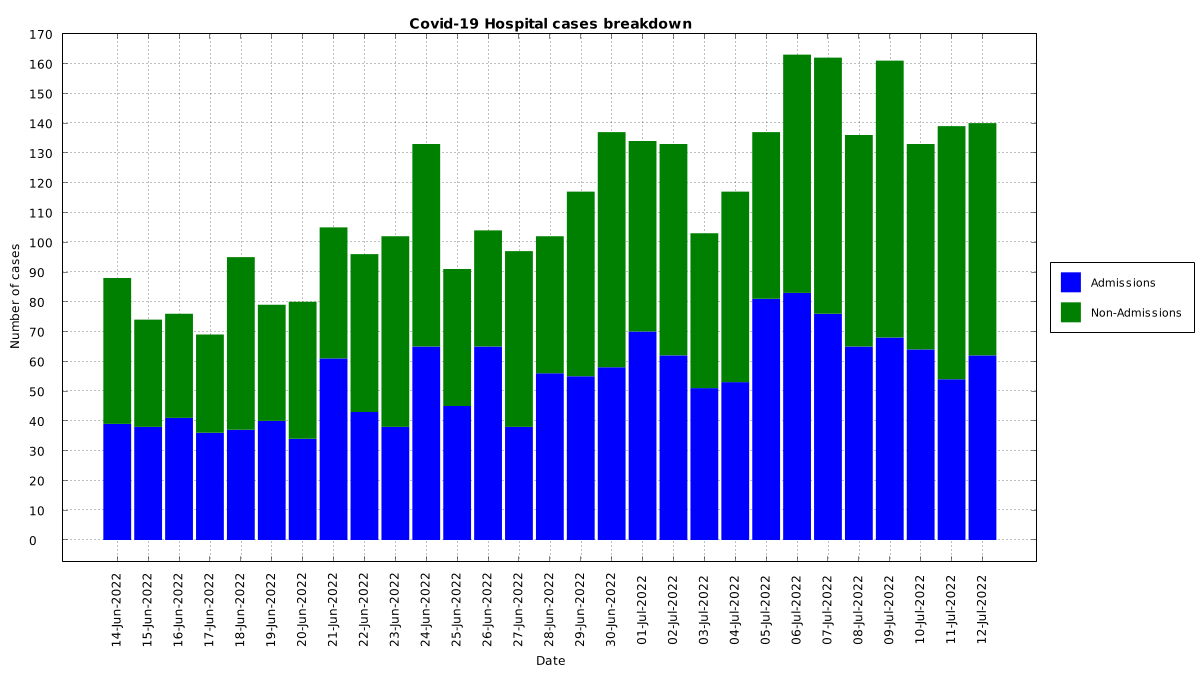 Covid-19 Hospital cases breakdown
170
160
150
140
130
120
110
100
90
80
70
60
50
40
30
20
10
0
Number of cases
14-Jun-2022
15-Jun-2022
16-Jun-2022
17-Jun-2022
18-Jun-2022
19-Jun-2022
20-Jun-2022
21-Jun-2022
22-Jun-2022
23-Jun-2022
24-Jun-2022
25-Jun-2022
26-Jun-2022
27-Jun-2022
28-Jun-2022
29-Jun-2022
30-Jun-2022
01-Jul-2022
02-Jul-2022
03-Jul-2022
04-Jul-2022
05-Jul-2022
06-Jul-2022
07-Jul-2022
08-Jul-2022
09-Jul-2022
10-Jul-2022
11-Jul-2022
12-Jul-2022
Date
Admissions
Non-Admissions